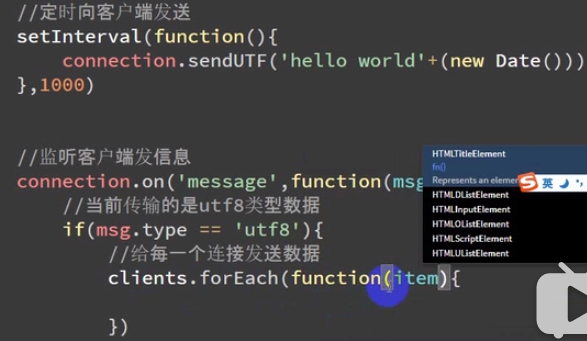 //定时向客户端发送
setInterval(function(){
connection.sendUTF('hello world'+(new Date()))
},1000)
//监听客户端发信息
connection.on('message',function(msg
//当前传输的是utf8类型数据
if(msg.type == 'utf8'){
//给每一个连接发送数据
clients.forEach(function(item){
})
HTMLTitleElement
fn()
Represents an elemen
HTMLDListElement
HTMLInputElement
HTMLOListElement
HTMLScriptElement
HTMLUListElement
S 英